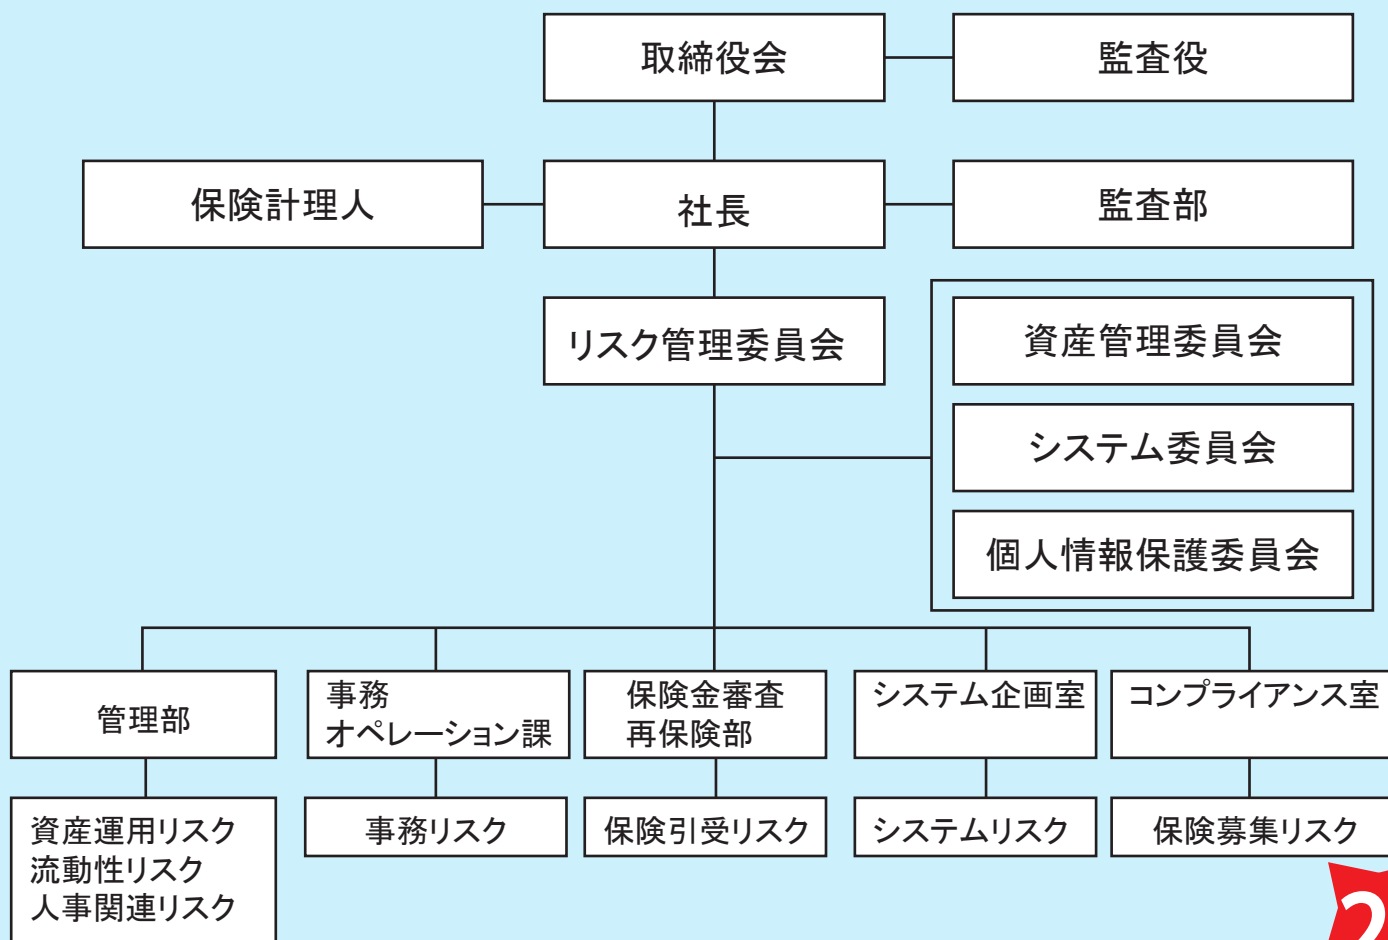 取締役会
監査役
保険計理人
社長
監査部
リスク管理委員会
資産管理委員会
システム委員会
個人情報保護委員会
管理部
事務
オペレーション課
保険金審査
再保険部
システム企画室
コンプライアンス室
資産運用リスク
流動性リスク
人事関連リスク
事務リスク
保険引受リスク
システムリスク
保険募集リスク
2